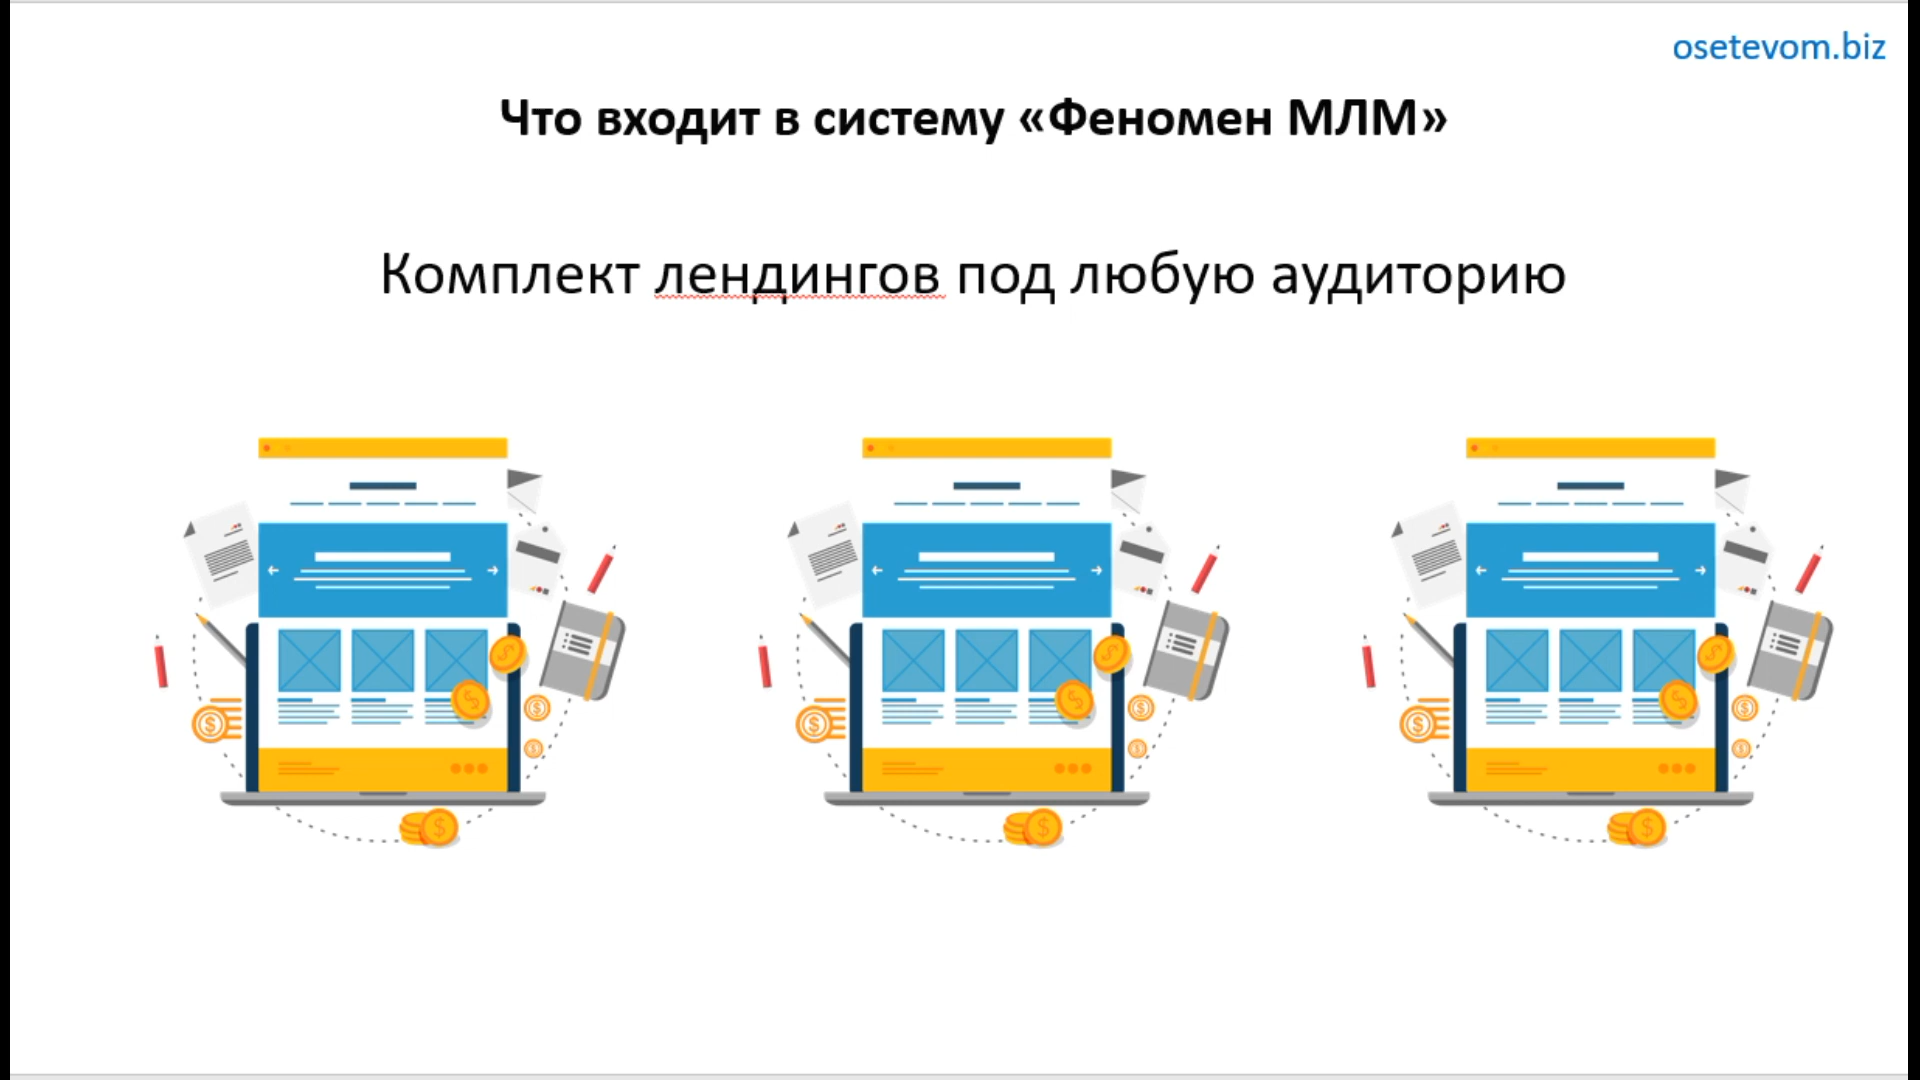 osetevom.biz
Что входит в систему «Феномен МЛМ»
Комплект лендингов под любую аудиторию